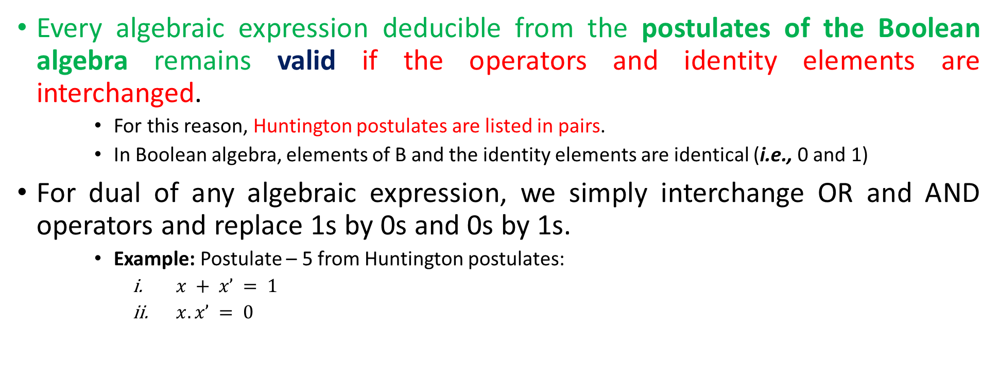 • Every algebraic expression deducible from the postulates of the Boolean
algebra remains valid if the operators and identity elements are
interchanged.
• For this reason, Huntington postulates are listed in pairs.
• In Boolean algebra, elements of B and the identity elements are identical (i.e., 0 and 1)
• For dual of any algebraic expression, we simply interchange OR and AND
operators and replace 1s by 0s and 0s by 1s.
• Example: Postulate – 5 from Huntington postulates:
i. x + x’ = 1
ii. x. x’ = 0